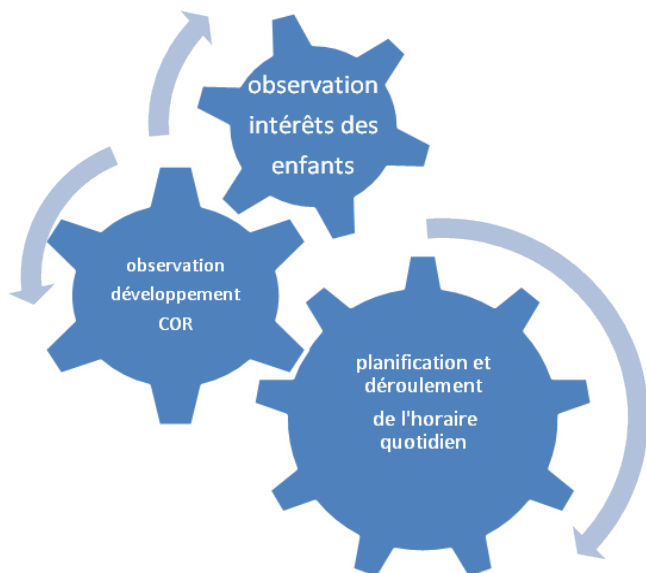 observation
intérêts des
enfants
observation
développement
COR
planification et
déroulement
de l'horaire
quotidien